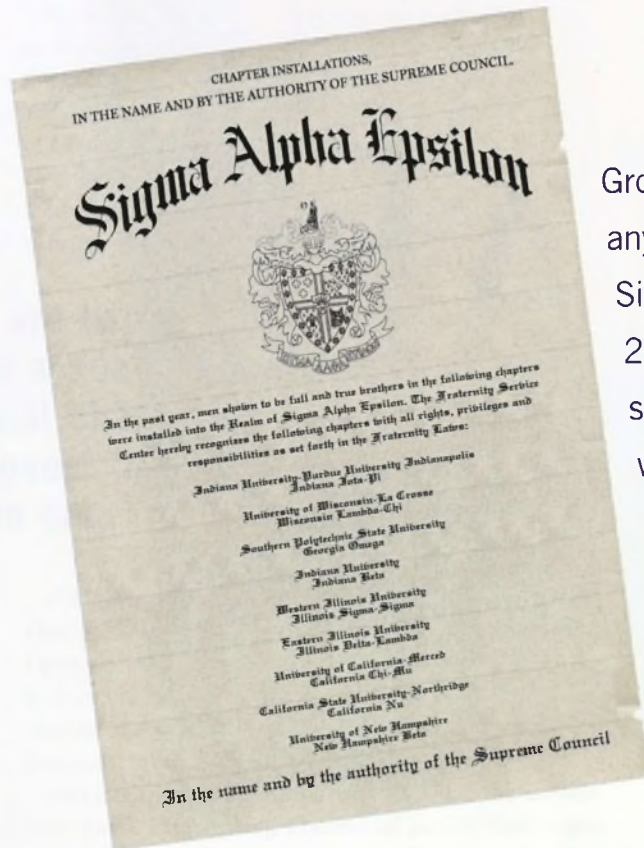 CHAPTER INSTALLATIONS,
IN THE NAME AND BY THE AUTHORITY OF THE SUPREME COUNCIL.
Sigma Alpha Epsilon
In the past year, men shown to be full and true brothers in the following chapters
were installed into the Realm of Sigma Alpha Epsilon. The Fraternity Service
Center hereby recognizes the following chapters with all rights, privileges and
responsibilities as set forth in the Fraternity Laws:
Indiana University-Purdue University Indianapolis
Indiana Iota-Pi
University of Wisconsin-La Crosse
Wisconsin Lambda-Chi
Southern Polytechnic State University
Georgia Omega
Indiana University
Indiana Beta
Western Illinois University
Illinois Sigma-Sigma
Eastern Illinois University
Illinois Delta-Lambda
University of California-Merced
California Chi-Mu
California State University-Northridge
California Nu
University of New Hampshire
New Hampshire Beta
In the name and by the authority of the Supreme Council
Gro
any
Si
2
s